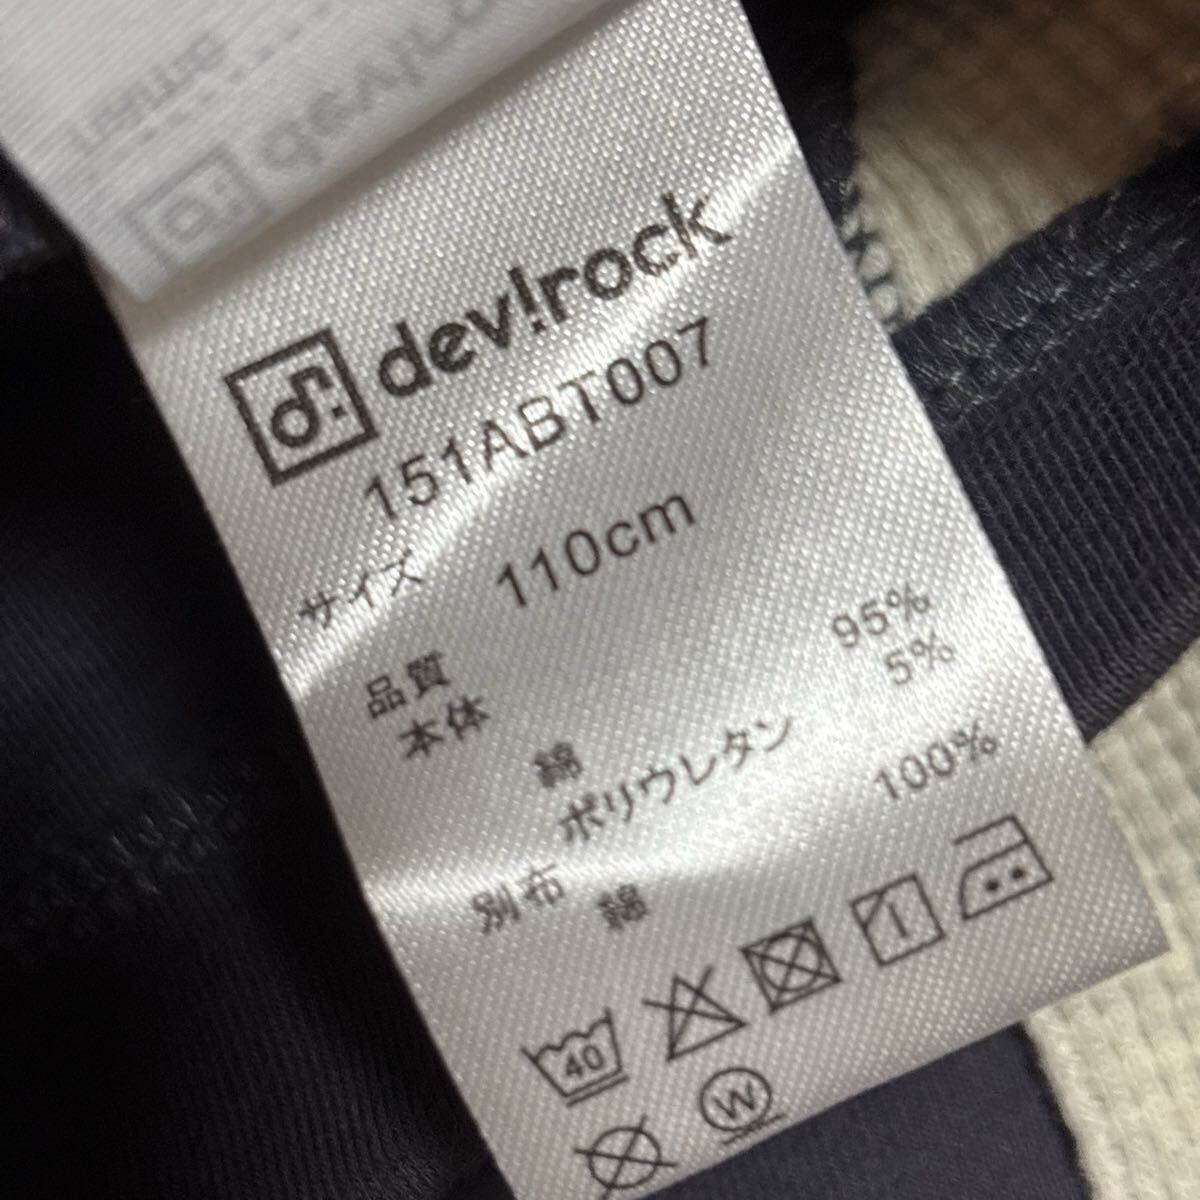 dev!rock
151ABT007
サイズ 110cm
品質
本体
綿 95%
ポリウレタン 5%
別布
綿 100%
40
W